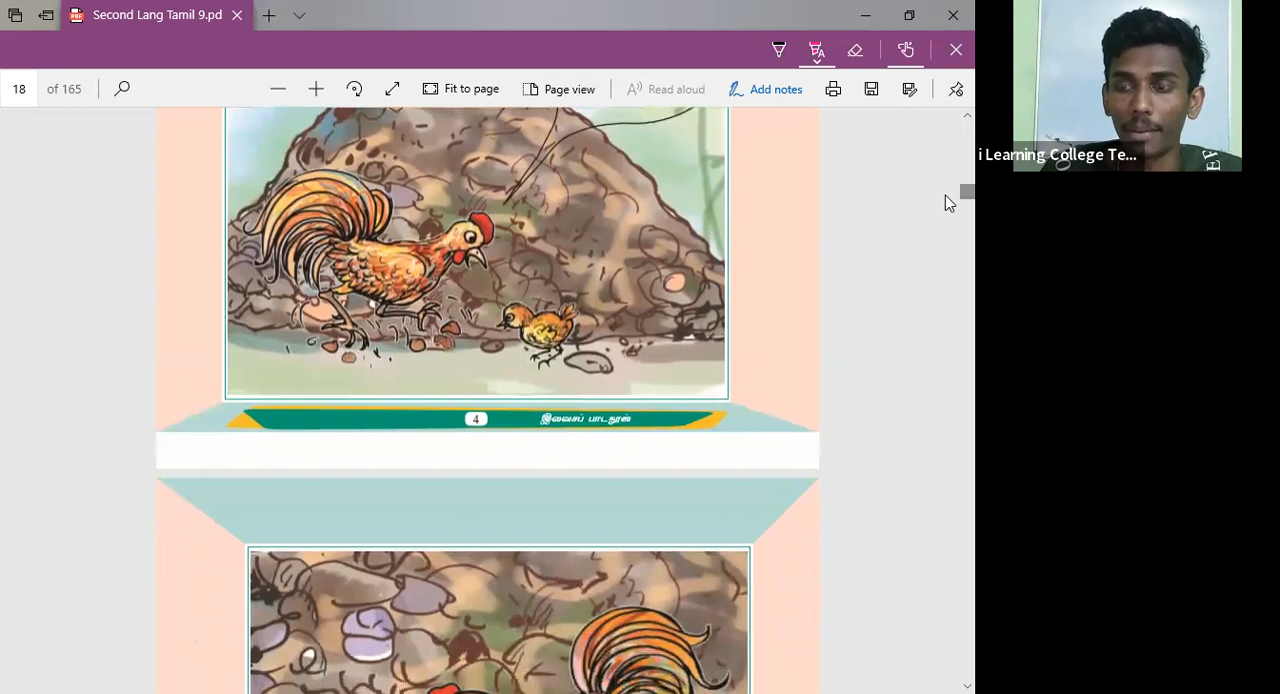 Second Lang Tamil 9.pd
18 of 165
Fit to page
Page view
Read aloud
Add notes
i Learning College Te...
4 இலவசப் பாடநூல்